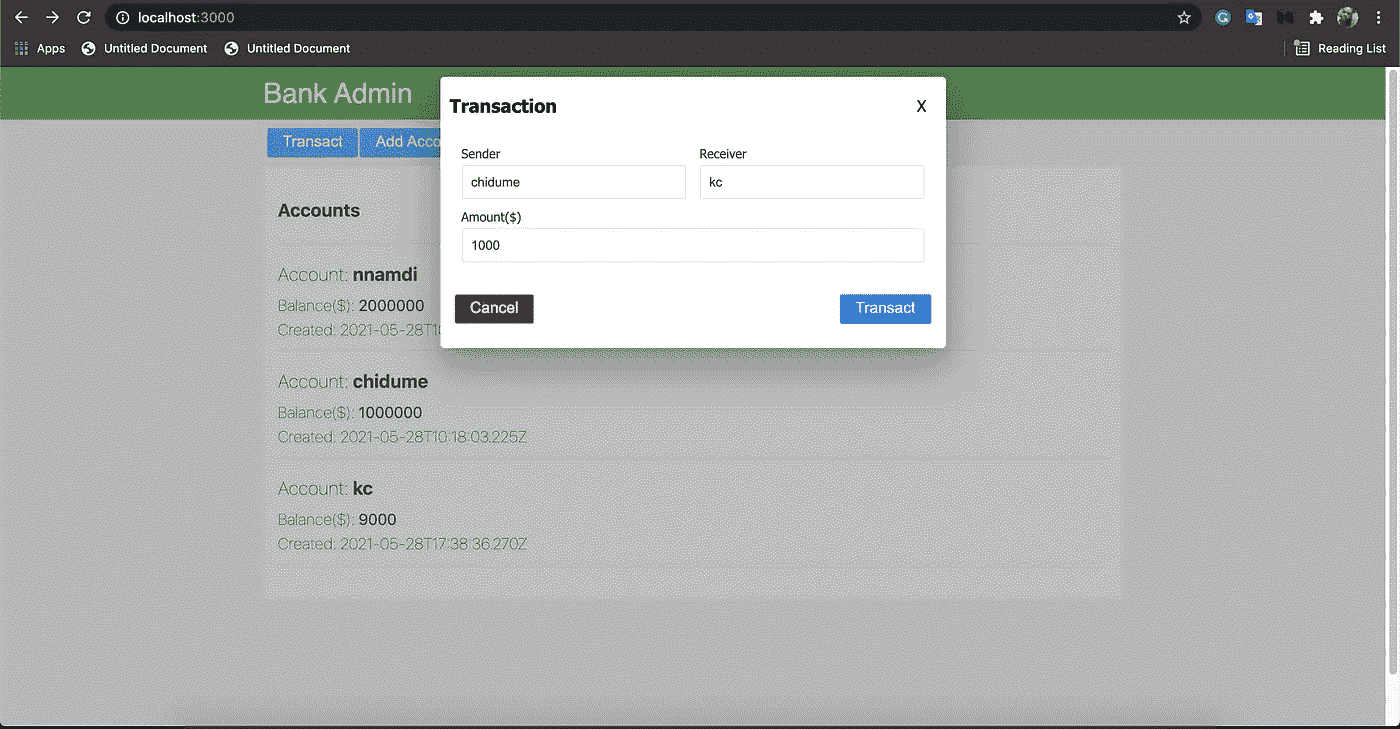 localhost:3000
Apps Untitled Document Untitled Document Reading List
Bank Admin
Transact Add Acco
Transaction X
Sender Receiver
chidume kc
Amount($)
1000
Cancel Transact
Accounts
Account: nnamdi
Balance($): 2000000
Created: 2021-05-28T1
Account: chidume
Balance($): 1000000
Created: 2021-05-28T10:18:03.225Z
Account: kc
Balance($): 9000
Created: 2021-05-28T17:38:36.270Z